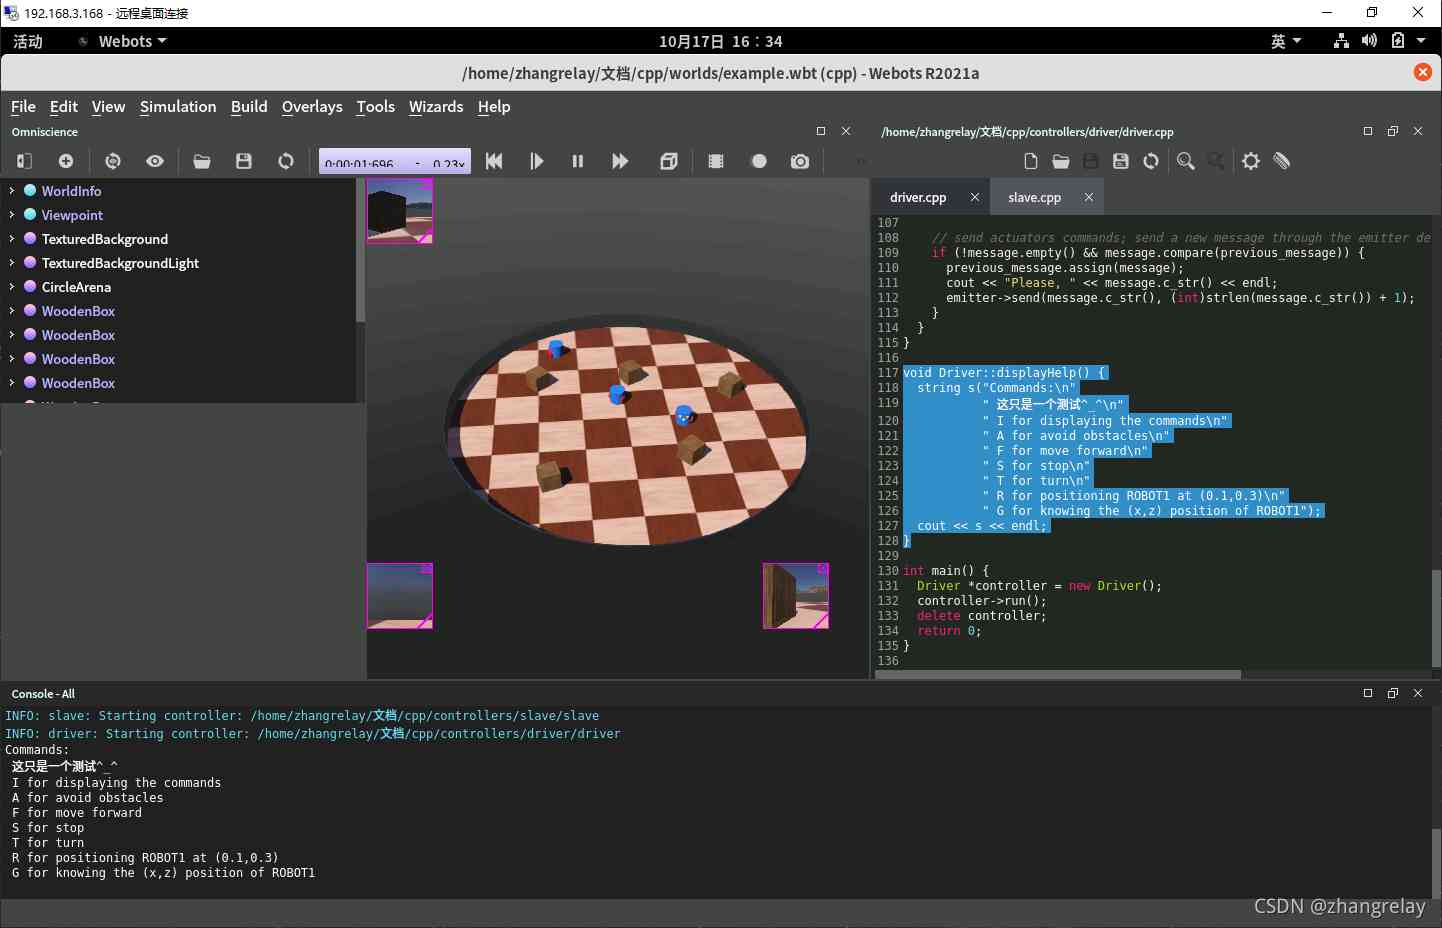 192.168.3.168 - 远程桌面连接
活动 Webots 10月17日 16：34 英
/home/zhangrelay/文档/cpp/worlds/example.wbt (cpp) - Webots R2021a
File Edit View Simulation Build Overlays Tools Wizards Help
Omniscience
0:00:01:696 - 0.23x
WorldInfo
Viewpoint
TexturedBackground
TexturedBackgroundLight
CircleArena
WoodenBox
WoodenBox
WoodenBox
WoodenBox
/home/zhangrelay/文档/cpp/controllers/driver/driver.cpp
driver.cpp slave.cpp
107
108 // send actuators commands; send a new message through the emitter de
109 if (!message.empty() && message.compare(previous_message)) {
110 previous_message.assign(message);
111 cout << "Please, " << message.c_str() << endl;
112 emitter->send(message.c_str(), (int)strlen(message.c_str()) + 1);
113 }
114 }
115 }
116
117 void Driver::displayHelp() {
118 string s("Commands:\n"
119 " 这只是一个测试^_^\n"
120 " I for displaying the commands\n"
121 " A for avoid obstacles\n"
122 " F for move forward\n"
123 " S for stop\n"
124 " T for turn\n"
125 " R for positioning ROBOT1 at (0.1,0.3)\n"
126 " G for knowing the (x,z) position of ROBOT1");
127 cout << s << endl;
128 }
129
130 int main() {
131 Driver *controller = new Driver();
132 controller->run();
133 delete controller;
134 return 0;
135 }
136
Console - All
INFO: slave: Starting controller: /home/zhangrelay/文档/cpp/controllers/slave/slave
INFO: driver: Starting controller: /home/zhangrelay/文档/cpp/controllers/driver/driver
Commands:
这只是一个测试^_^
I for displaying the commands
A for avoid obstacles
F for move forward
S for stop
T for turn
R for positioning ROBOT1 at (0.1,0.3)
G for knowing the (x,z) position of ROBOT1
CSDN @zhangrelay